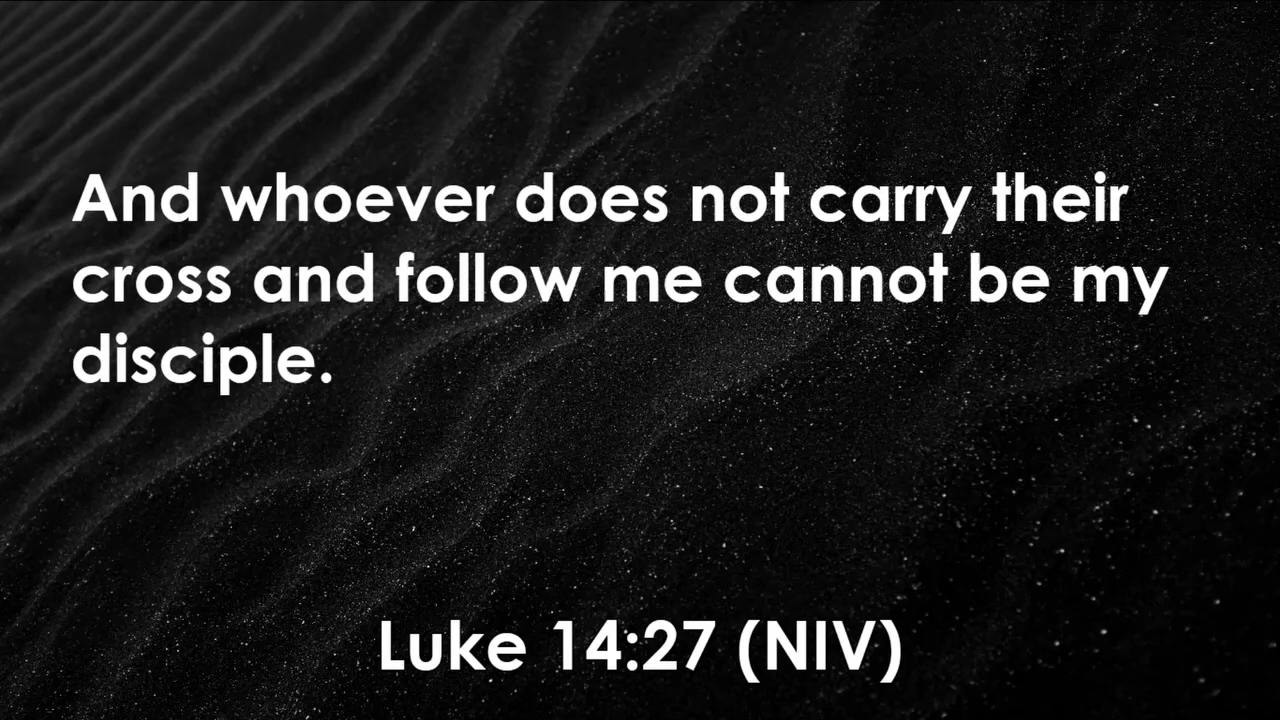 And whoever does not carry their
cross and follow me cannot be my
disciple.
Luke 14:27 (NIV)